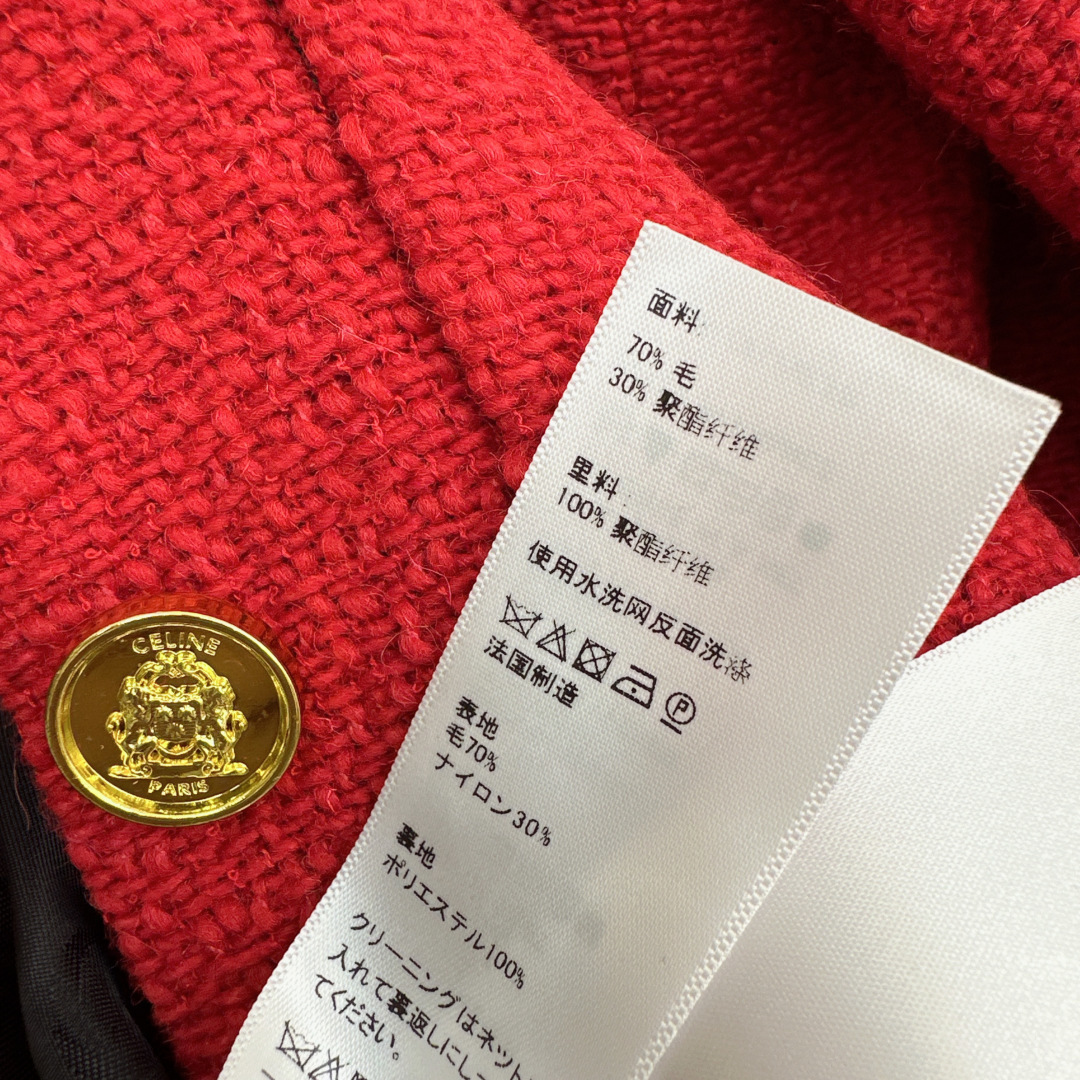 CELINE
PARIS
面料:
70% 毛
30% 聚酯纤维
里料:
100% 聚酯纤维
使用水洗网反面洗涤
P
法国制造
表地
毛70%
ナイロン30%
裏地
ポリエステル100%
クリーニングはネット
入れて裏返しにし
てください。